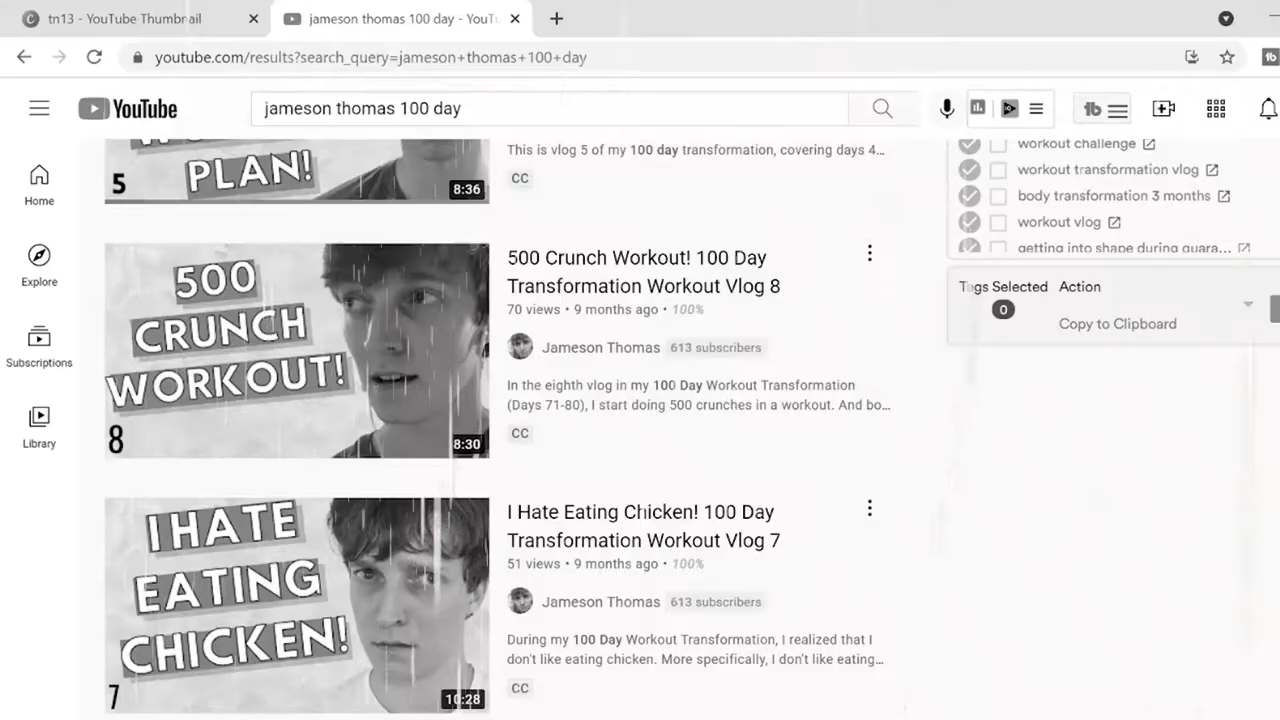 tn13 - YouTube Thumbnail
jameson thomas 100 day - YouTu
youtube.com/results?search_query=jameson+thomas+100+day
YouTube
jameson thomas 100 day
tb
Home
Explore
Subscriptions
Library
PLAN!
5
8:36
This is vlog 5 of my 100 day transformation, covering days 4...
CC
500
CRUNCH
WORKOUT!
8
8:30
500 Crunch Workout! 100 Day
Transformation Workout Vlog 8
70 views • 9 months ago • 100%
Jameson Thomas 613 subscribers
In the eighth vlog in my 100 Day Workout Transformation
(Days 71-80), I start doing 500 crunches in a workout. And bo...
CC
I HATE
EATING
CHICKEN!
7
10:28
I Hate Eating Chicken! 100 Day
Transformation Workout Vlog 7
51 views • 9 months ago • 100%
Jameson Thomas 613 subscribers
During my 100 Day Workout Transformation, I realized that I
don't like eating chicken. More specifically, I don't like eating...
CC
workout challenge
workout transformation vlog
body transformation 3 months
workout vlog
getting into shape during quara...
Tags Selected Action
0
Copy to Clipboard